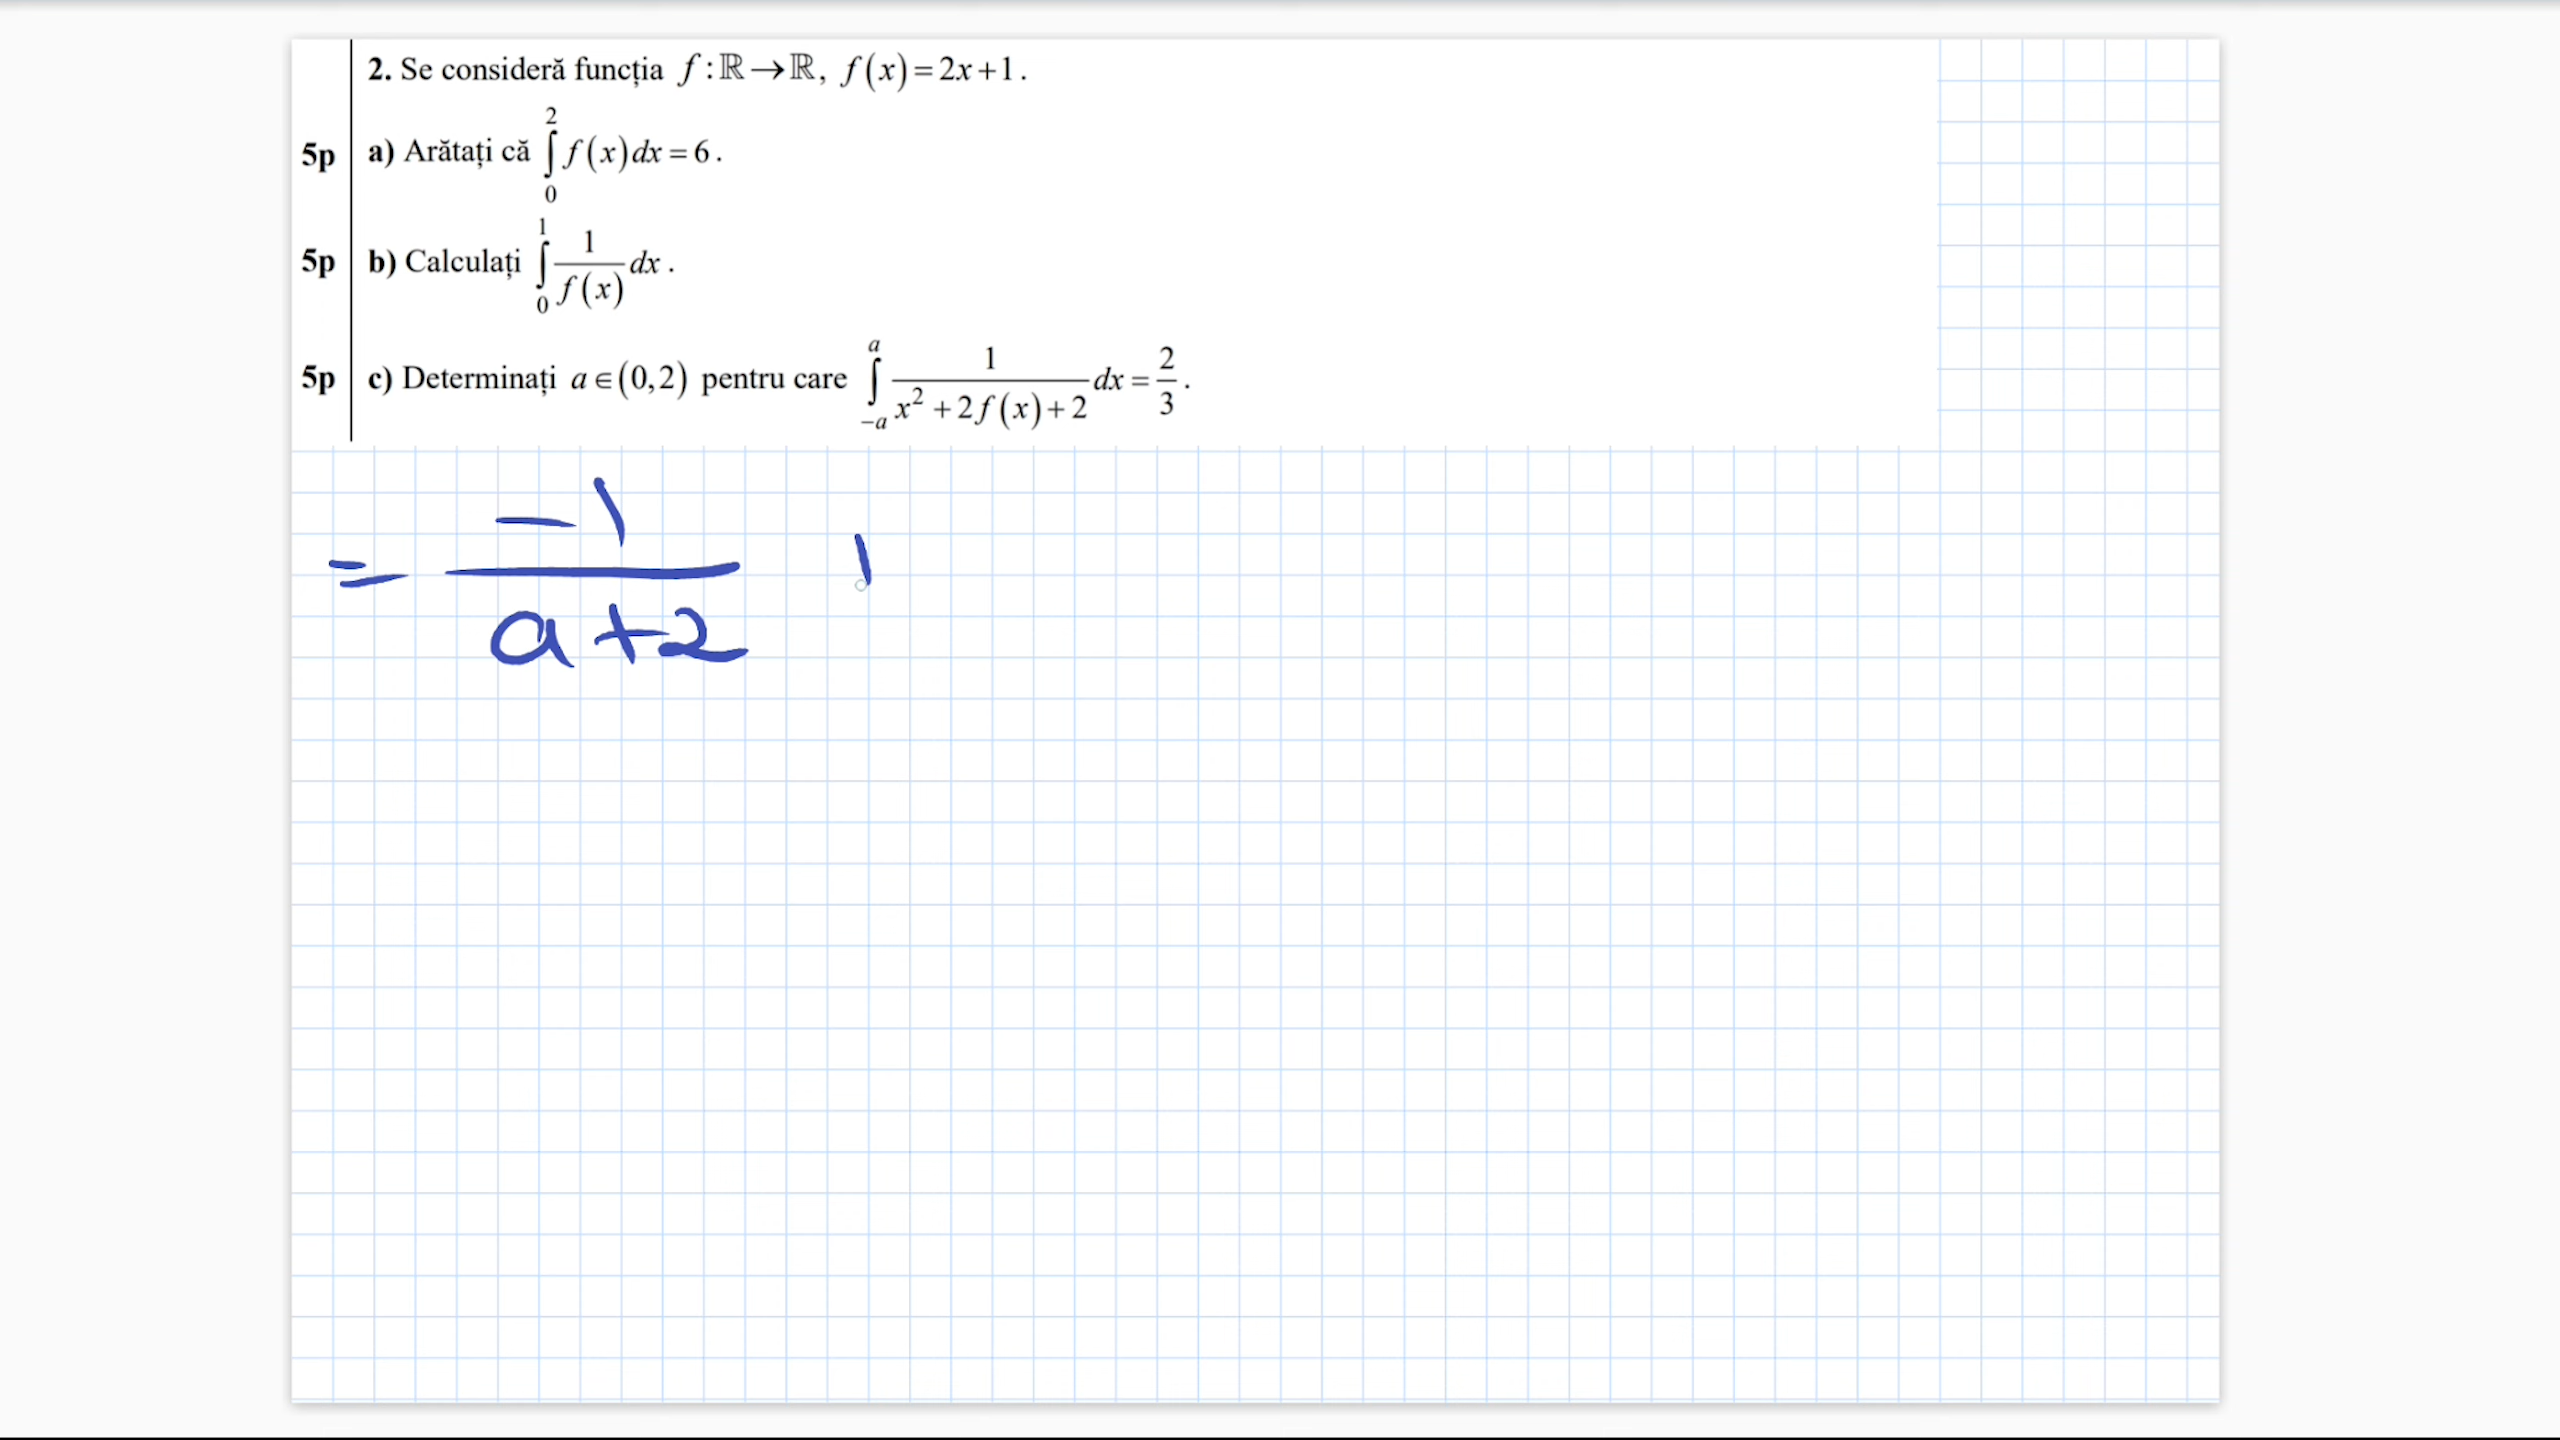 2. Se consideră funcția f : ℝ → ℝ, f(x) = 2x + 1.
5p a) Arătați că ∫₀² f(x)dx = 6.
5p b) Calculați ∫₀¹ 1/f(x) dx.
5p c) Determinați a ∈ (0,2) pentru care ∫₋ₐᵃ 1/(x² + 2f(x) + 2) dx = 2/3.
= -1/(a+2)